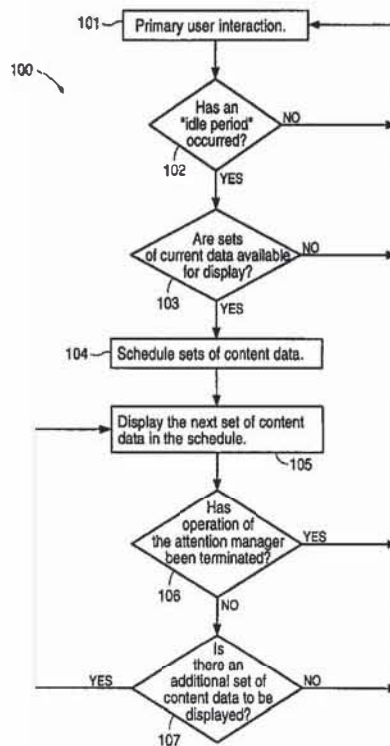 101
Primary user interaction.
100
Has an
"idle period"
occurred?
NO
102
YES
Are sets
of current data available
for display?
NO
103
YES
104
Schedule sets of content data.
Display the next set of content
data in the schedule.
105
Has
operation of
the attention manager
been terminated?
YES
106
NO
Is
there an
additional set of
content data to be
displayed?
YES
NO
107